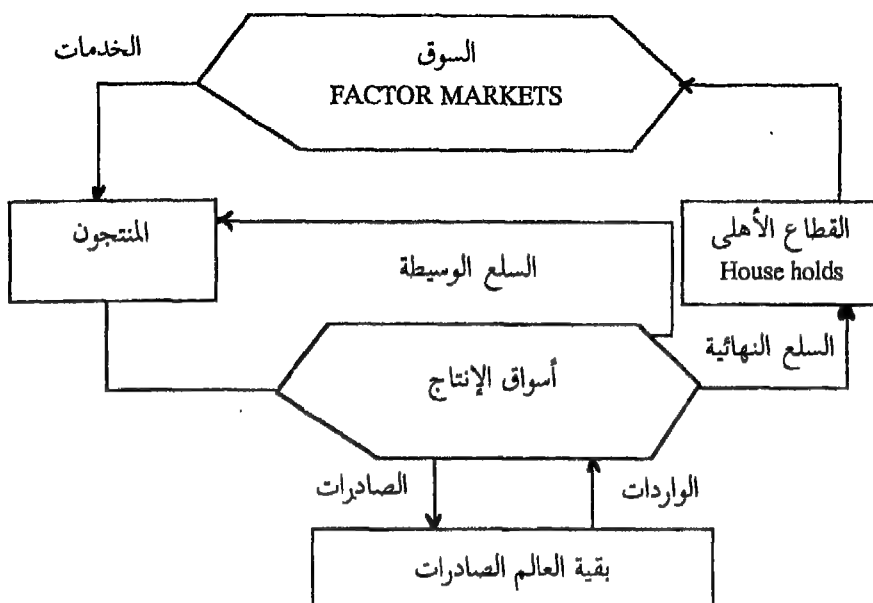 الخدمات
السوق
FACTOR MARKETS
المنتجون
القطاع الأهلى
House holds
السلع الوسيطة
السلع النهائية
أسواق الإنتاج
الصادرات
الواردات
بقية العالم الصادرات